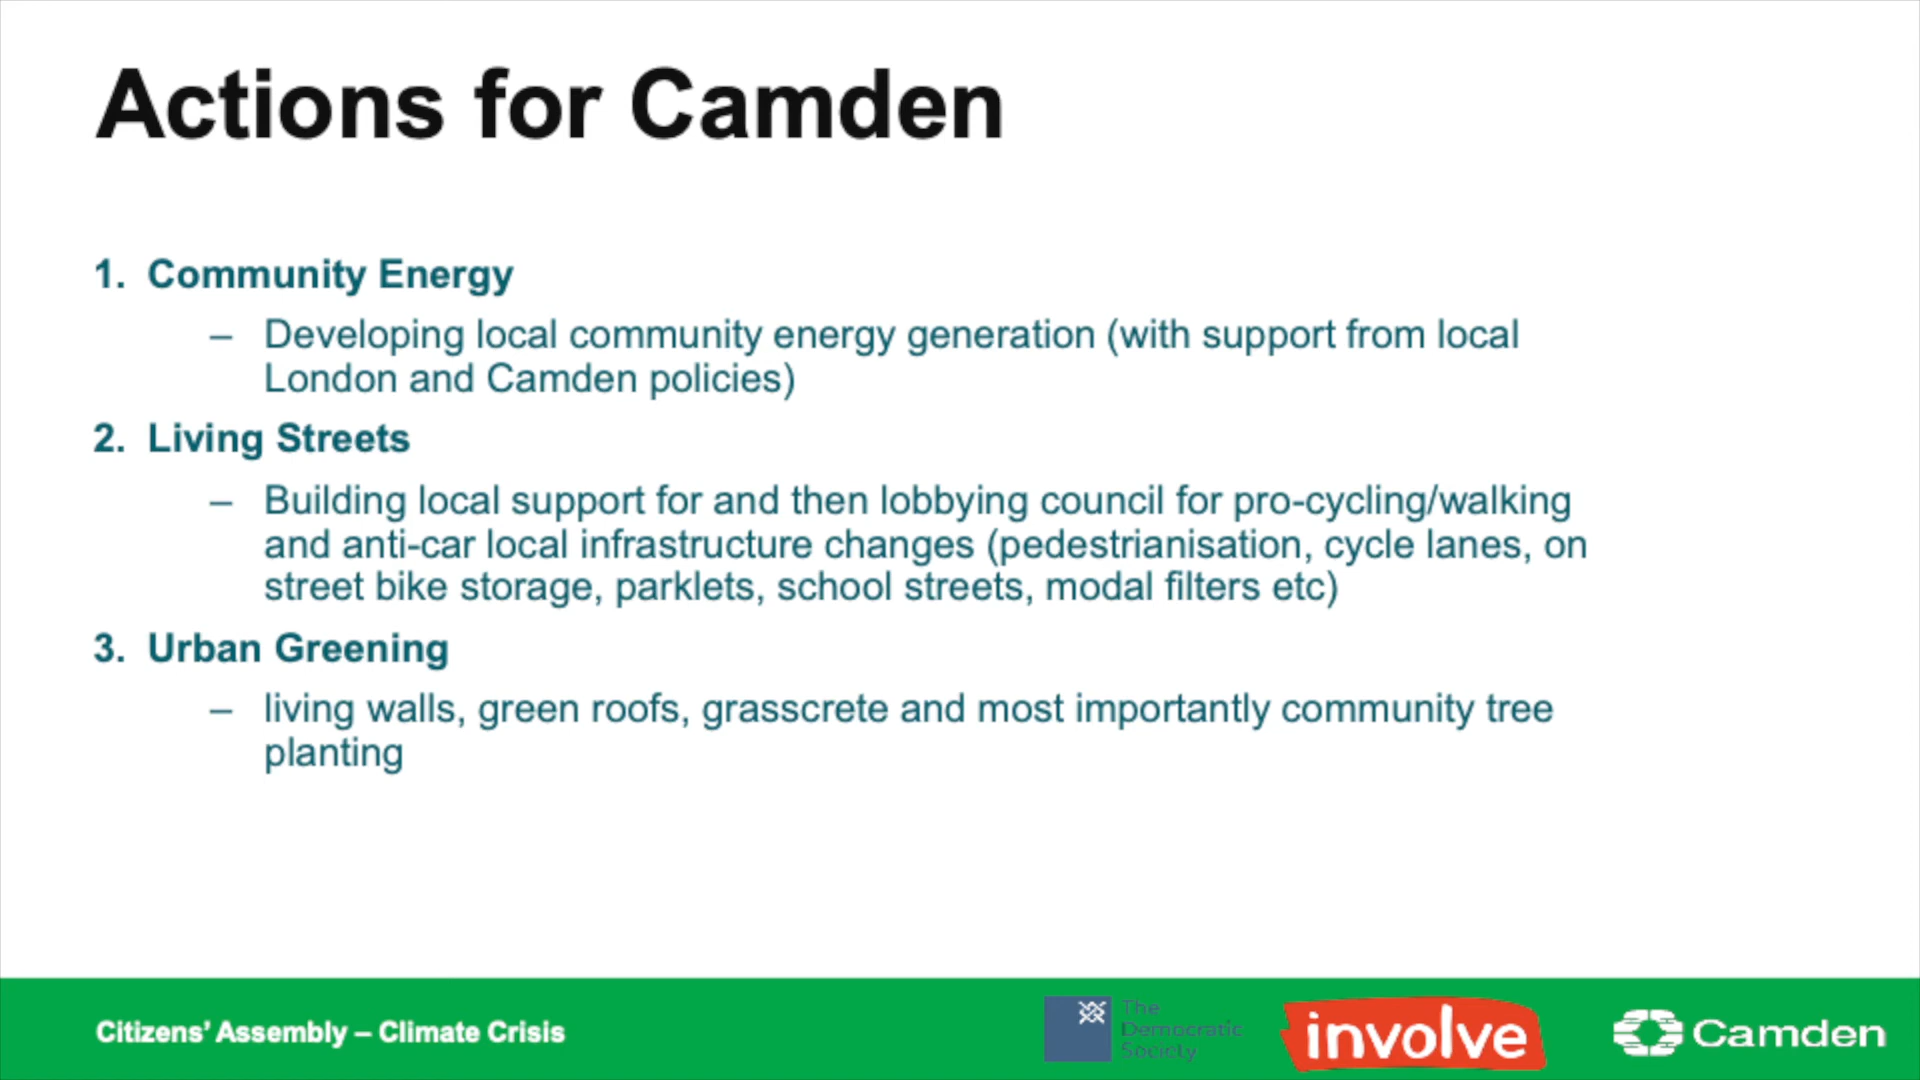 Actions for Camden
1. Community Energy
– Developing local community energy generation (with support from local
London and Camden policies)
2. Living Streets
– Building local support for and then lobbying council for pro-cycling/walking
and anti-car local infrastructure changes (pedestrianisation, cycle lanes, on
street bike storage, parklets, school streets, modal filters etc)
3. Urban Greening
– living walls, green roofs, grasscrete and most importantly community tree
planting
Citizens’ Assembly – Climate Crisis
The
Democratic
Society
involve
Camden